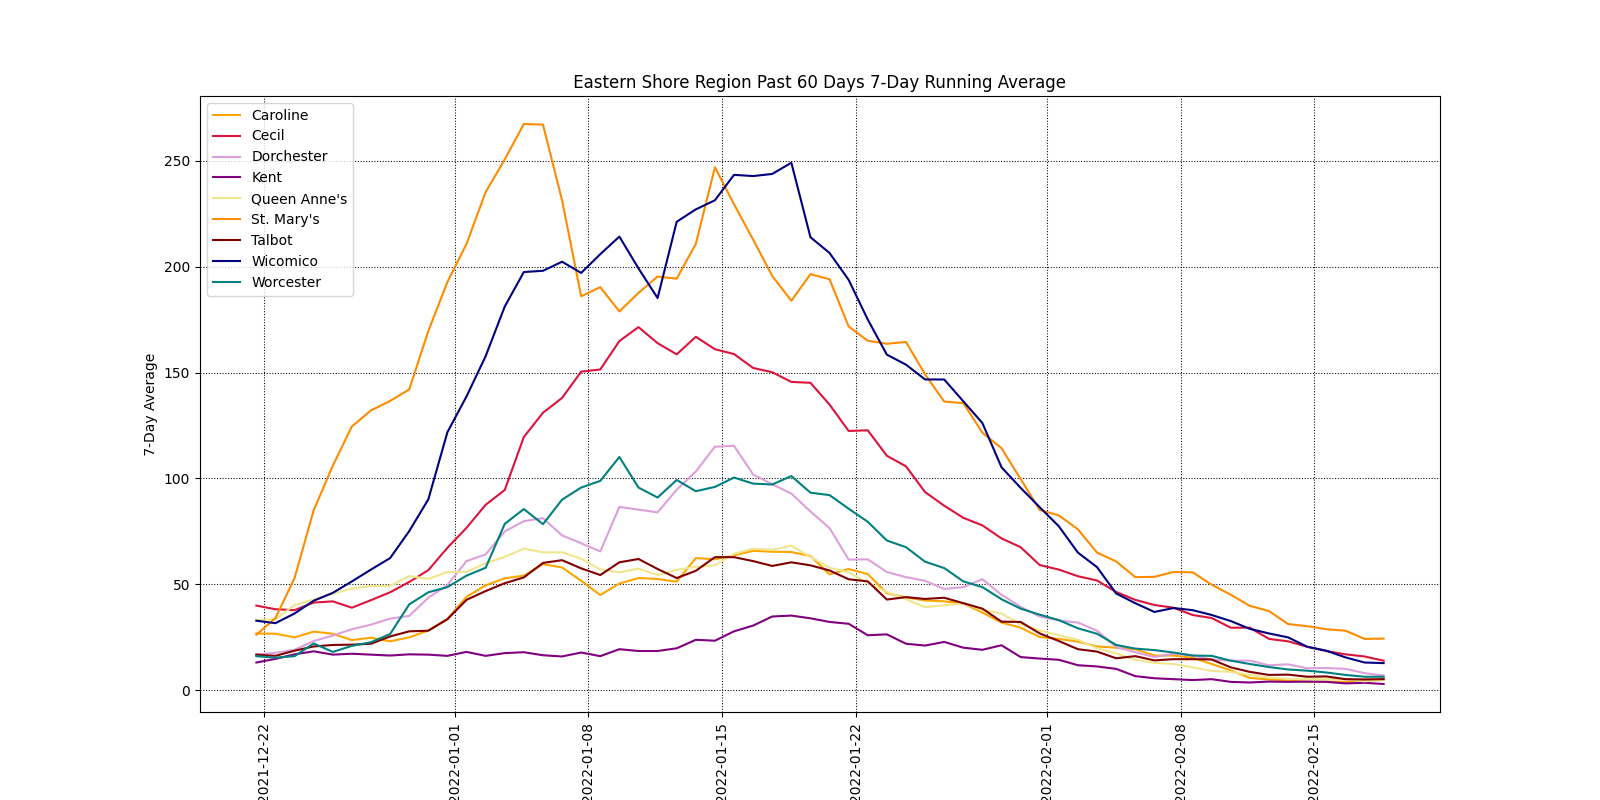 Eastern Shore Region Past 60 Days 7-Day Running Average
Caroline
Cecil
Dorchester
Kent
Queen Anne's
St. Mary's
Talbot
Wicomico
Worcester
7-Day Average
250
200
150
100
50
0
2021-12-22
2022-01-01
2022-01-08
2022-01-15
2022-01-22
2022-02-01
2022-02-08
2022-02-15